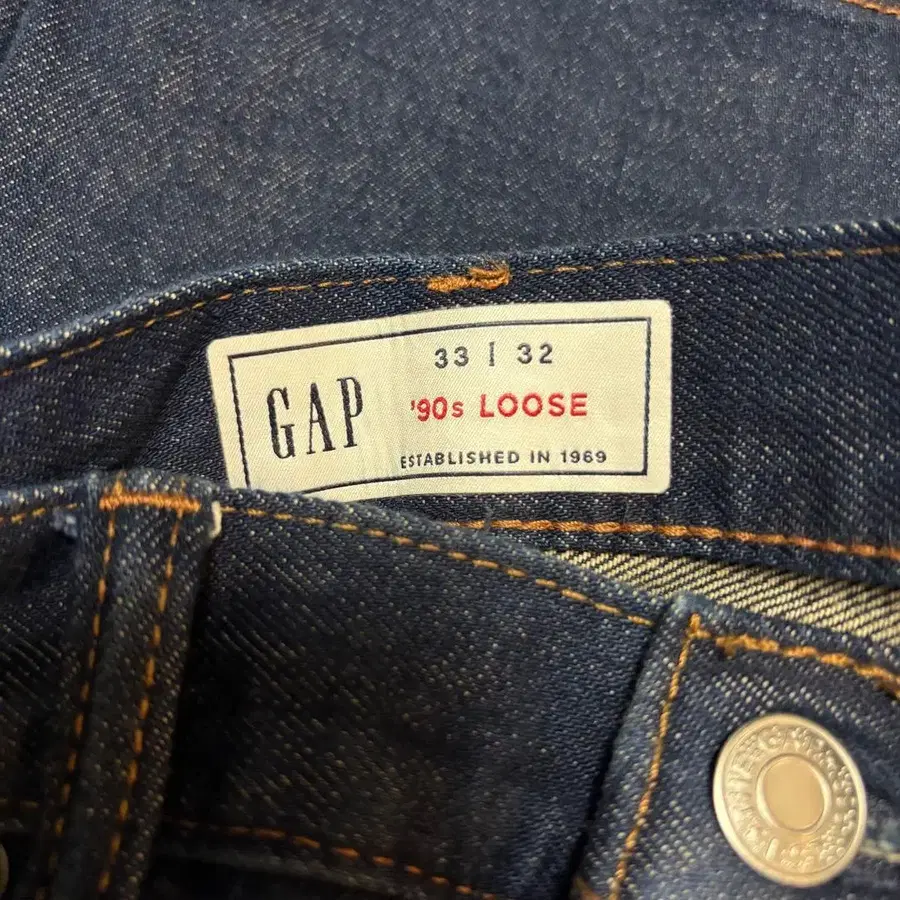 GAP
33 | 32
'90s LOOSE
ESTABLISHED IN 1969